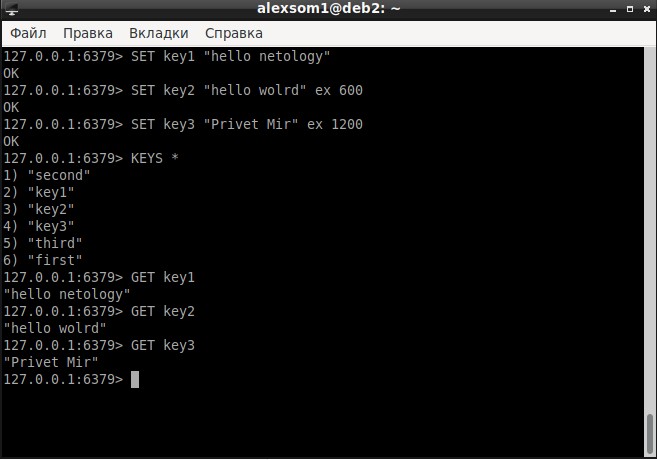 alexsom1@deb2: ~
Файл Правка Вкладки Справка
127.0.0.1:6379> SET key1 "hello netology"
OK
127.0.0.1:6379> SET key2 "hello wolrd" ex 600
OK
127.0.0.1:6379> SET key3 "Privet Mir" ex 1200
OK
127.0.0.1:6379> KEYS *
1) "second"
2) "key1"
3) "key2"
4) "key3"
5) "third"
6) "first"
127.0.0.1:6379> GET key1
"hello netology"
127.0.0.1:6379> GET key2
"hello wolrd"
127.0.0.1:6379> GET key3
"Privet Mir"
127.0.0.1:6379>